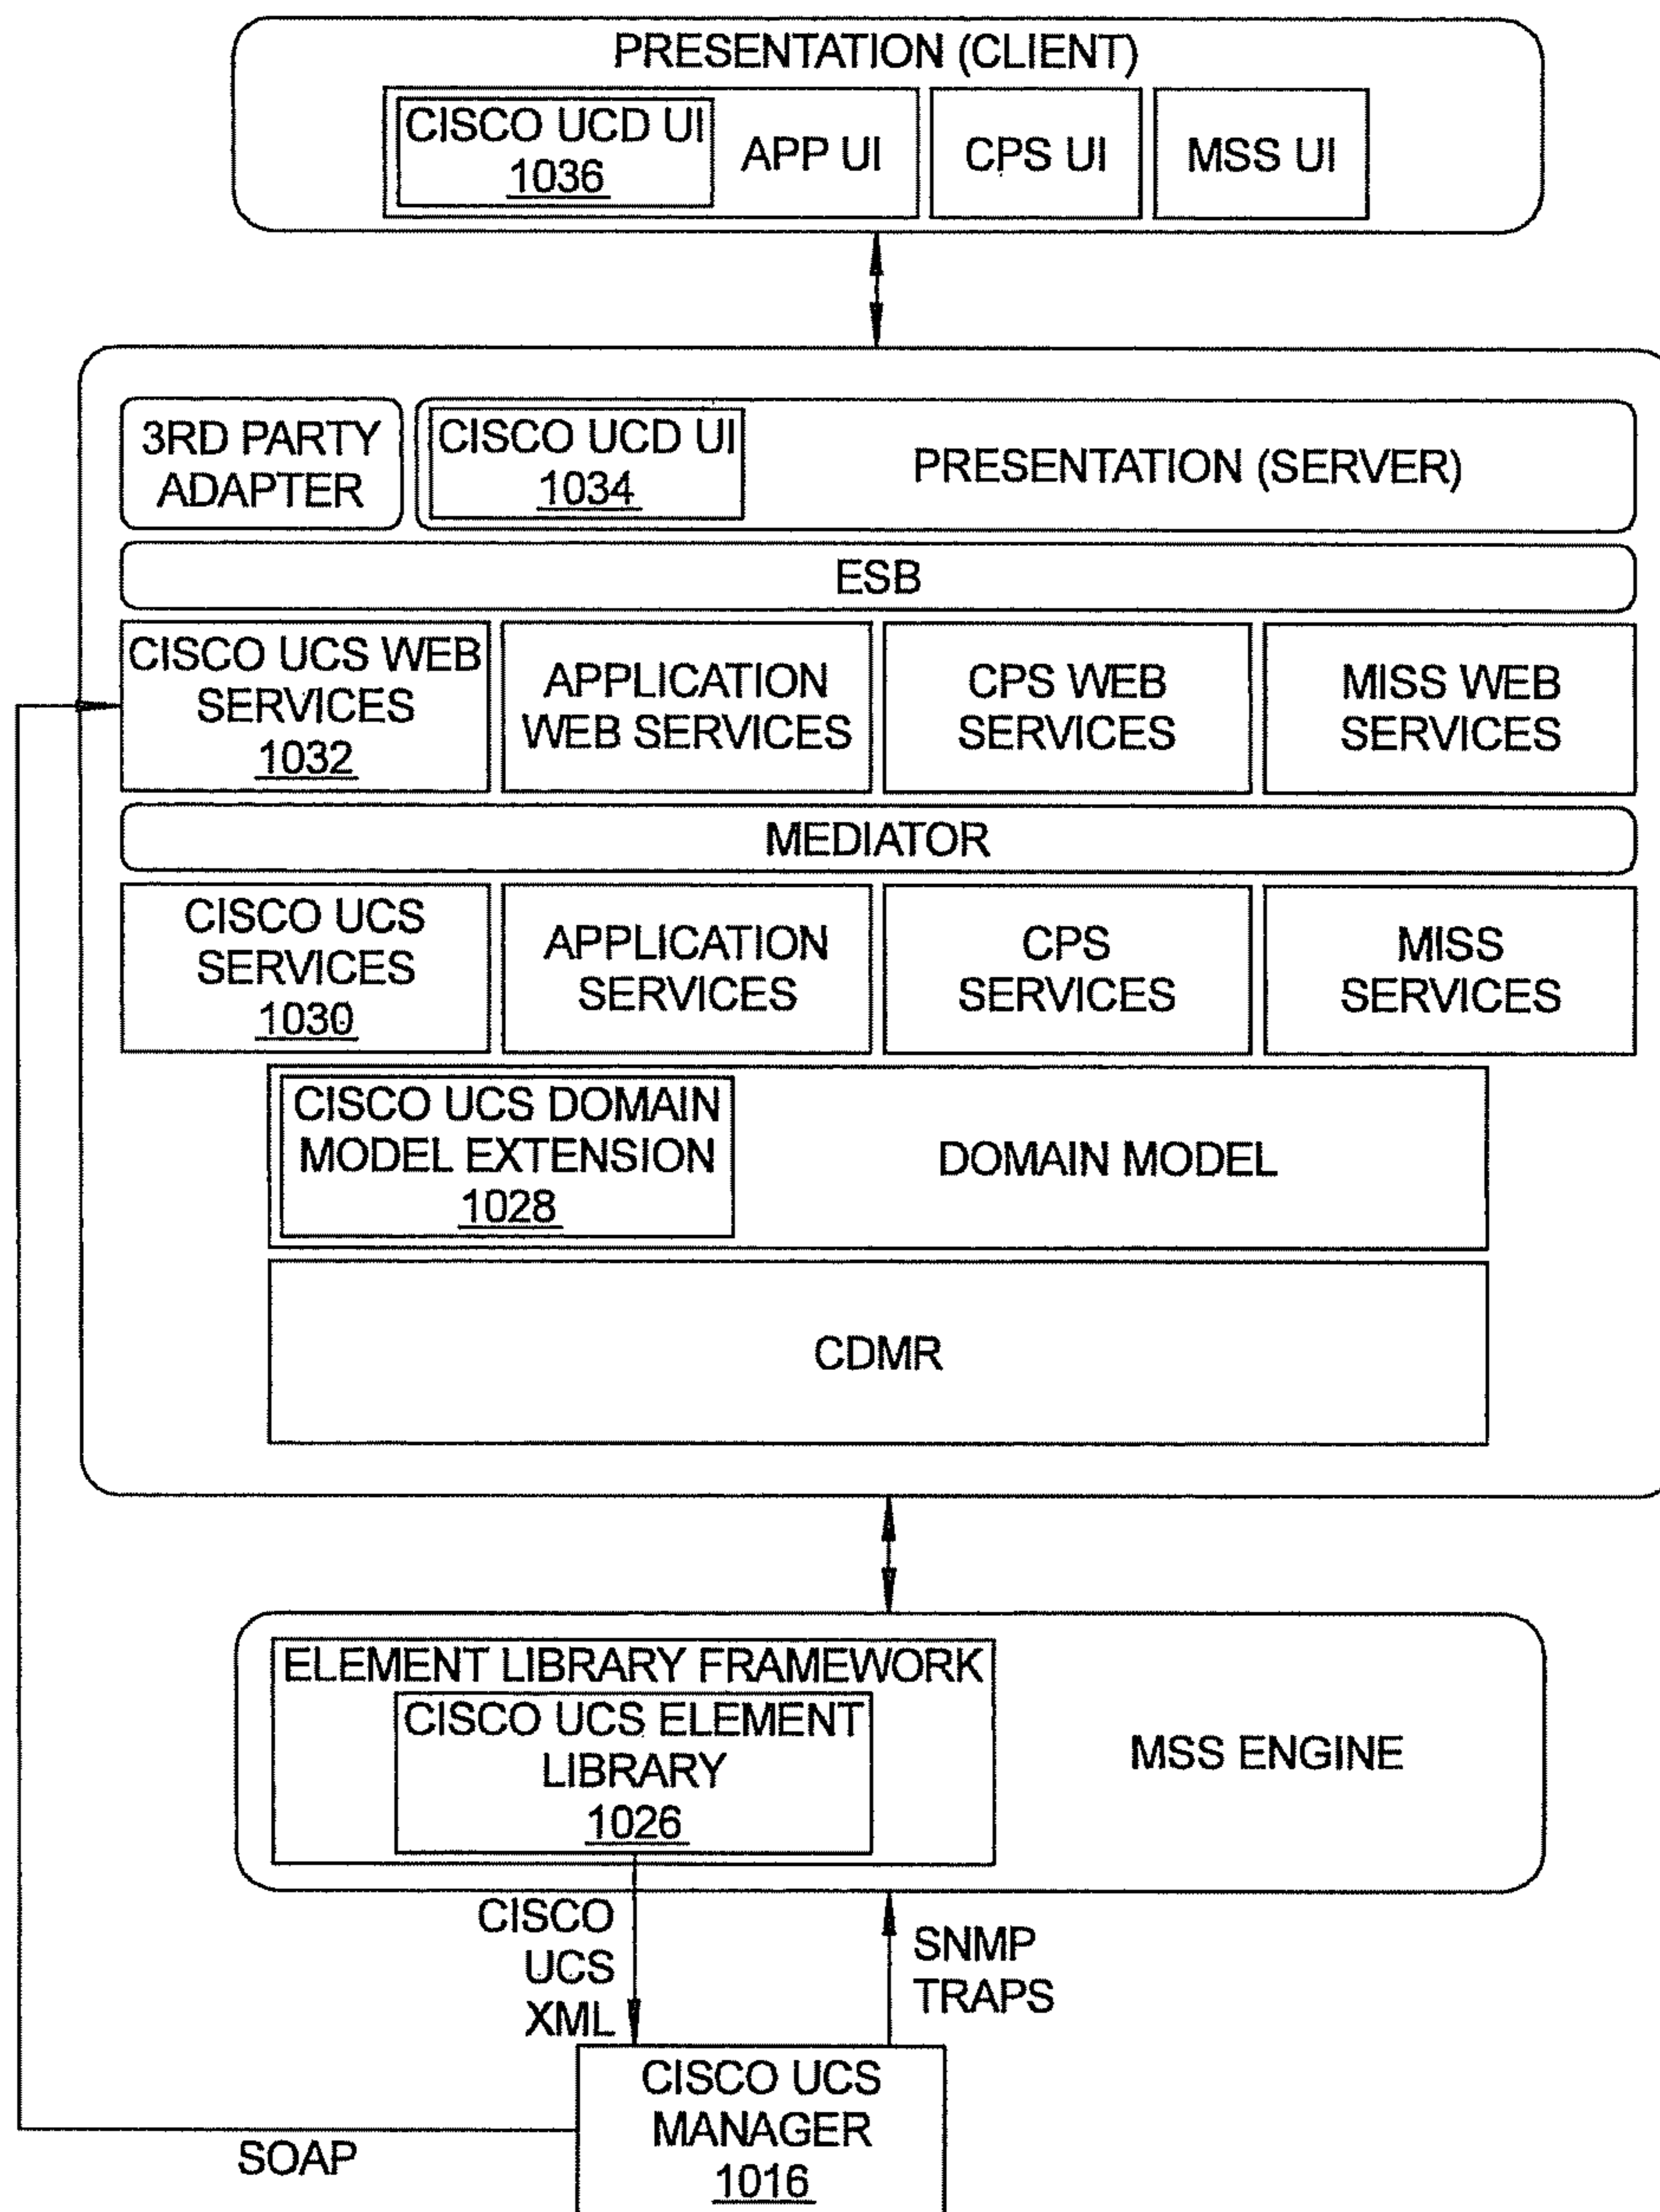 PRESENTATION (CLIENT)
CISCO UCD UI
1036
APP UI
CPS UI
MSS UI
3RD PARTY
ADAPTER
CISCO UCD UI
1034
PRESENTATION (SERVER)
ESB
CISCO UCS WEB
SERVICES
1032
APPLICATION
WEB SERVICES
CPS WEB
SERVICES
MISS WEB
SERVICES
MEDIATOR
CISCO UCS
SERVICES
1030
APPLICATION
SERVICES
CPS
SERVICES
MISS
SERVICES
CISCO UCS DOMAIN
MODEL EXTENSION
1028
DOMAIN MODEL
CDMR
ELEMENT LIBRARY FRAMEWORK
CISCO UCS ELEMENT
LIBRARY
1026
MSS ENGINE
CISCO
UCS
XML
SNMP
TRAPS
CISCO UCS
MANAGER
1016
SOAP